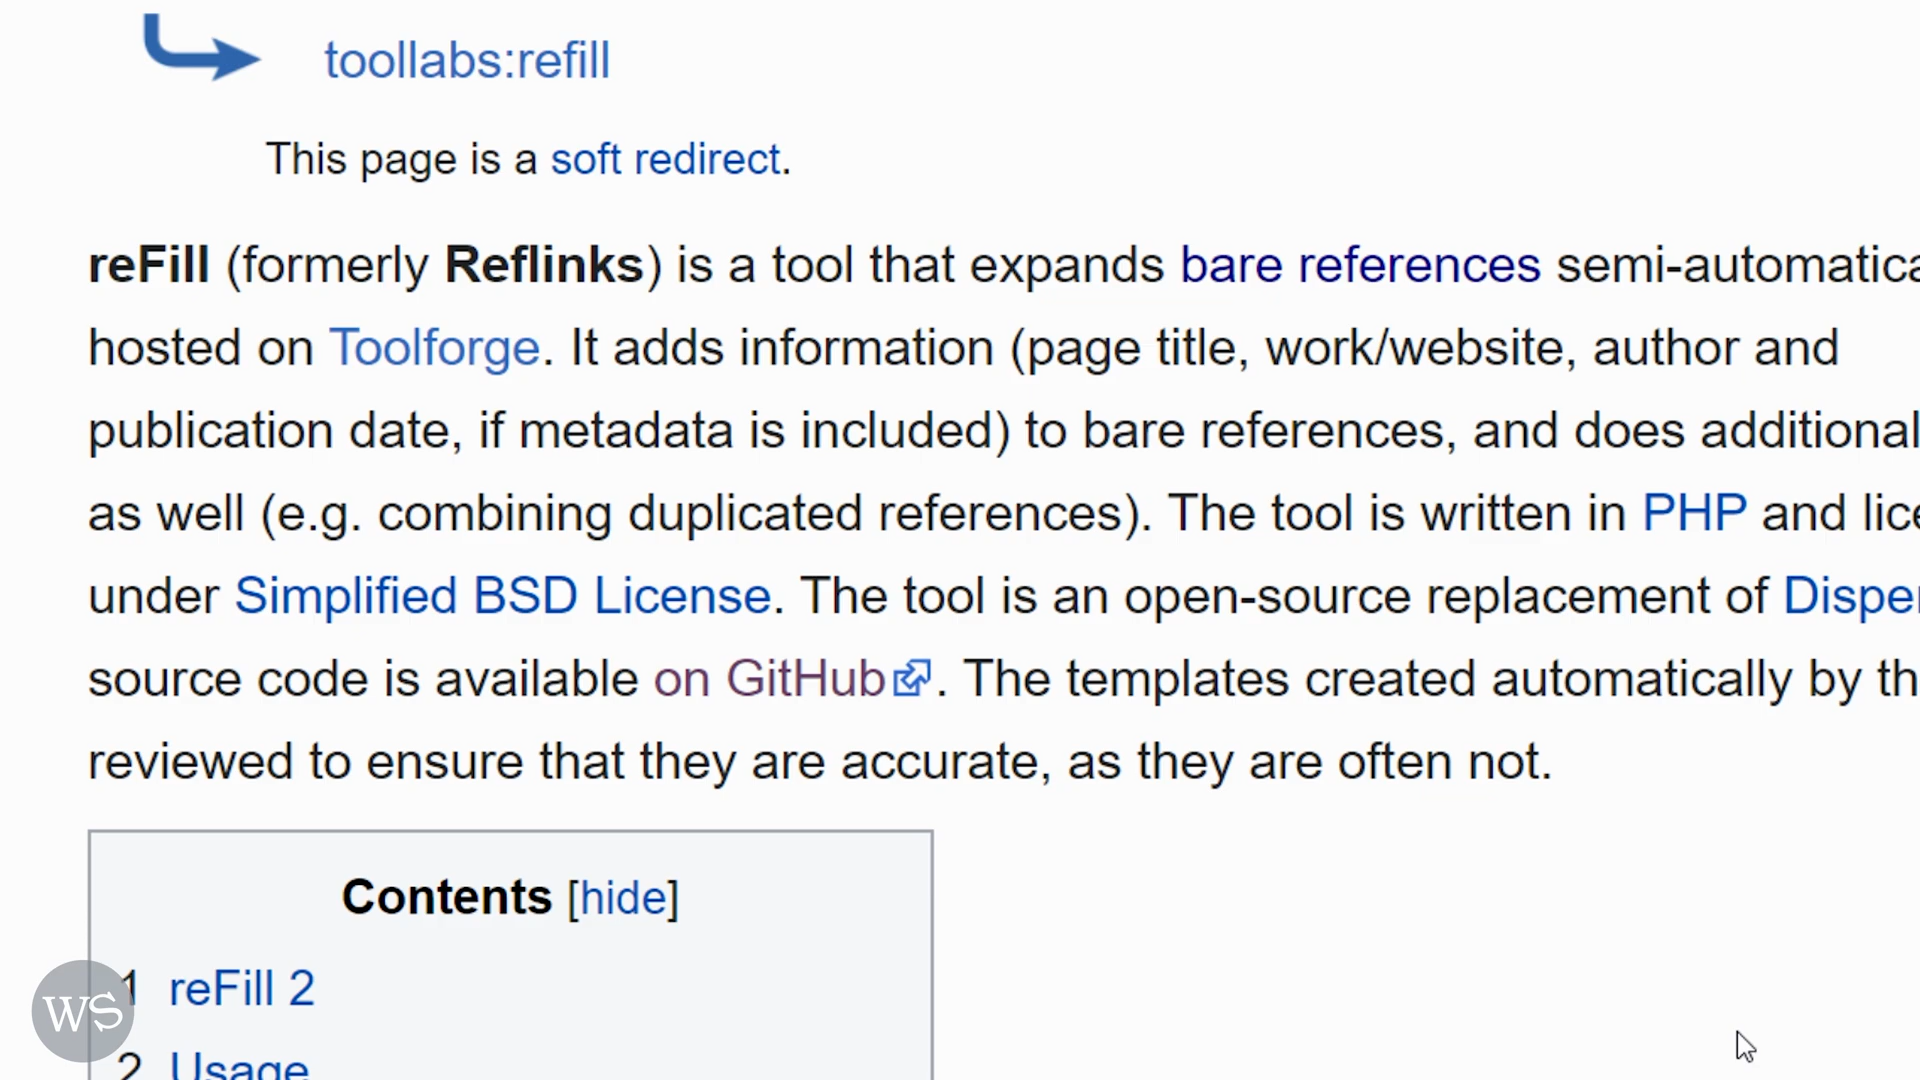 toollabs:refill
This page is a soft redirect.
reFill (formerly Reflinks) is a tool that expands bare references
hosted on Toolforge. It adds information (page title, work/website, author and
publication date, if metadata is included) to bare references, and does additional
as well (e.g. combining duplicated references). The tool is written in PHP and
under Simplified BSD License. The tool is an open-source replacement of
source code is available on GitHub. The templates created automatically by
reviewed to ensure that they are accurate, as they are often not.
Contents [hide]
1 reFill 2
2 Usage
WS